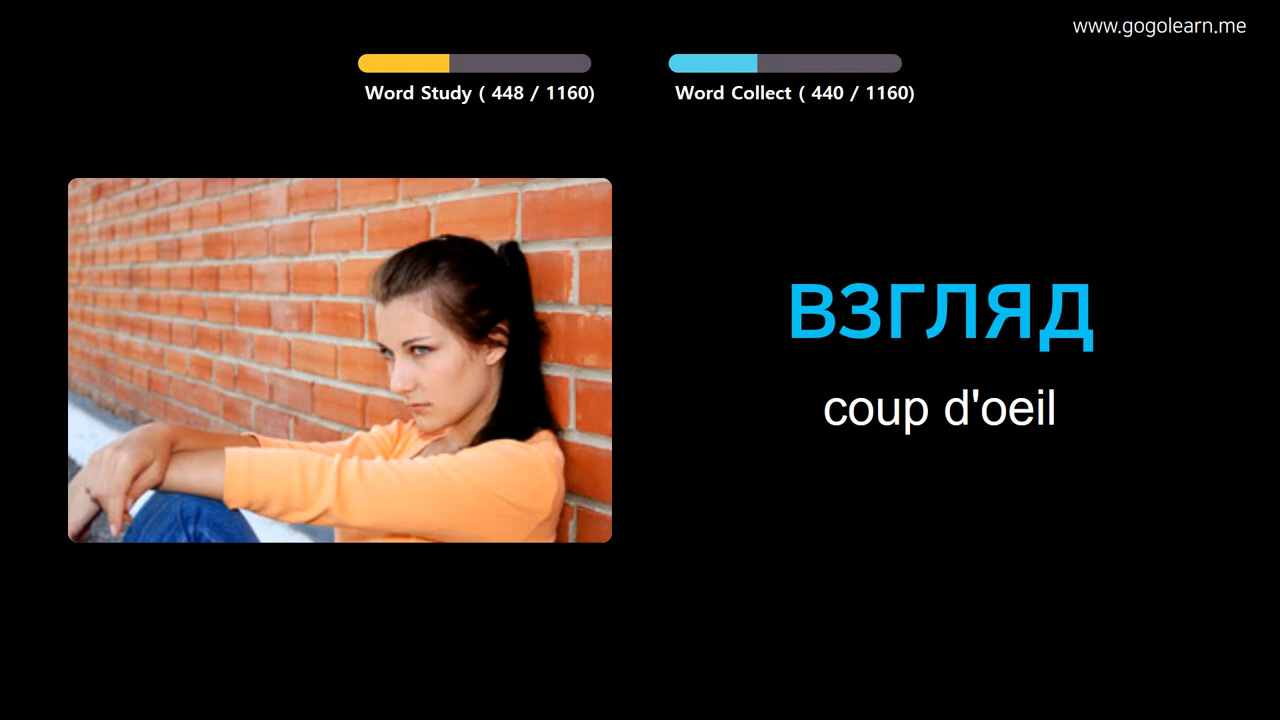 www.gogolearn.me
Word Study ( 448 / 1160)
Word Collect ( 440 / 1160)
взгляд
coup d'oeil